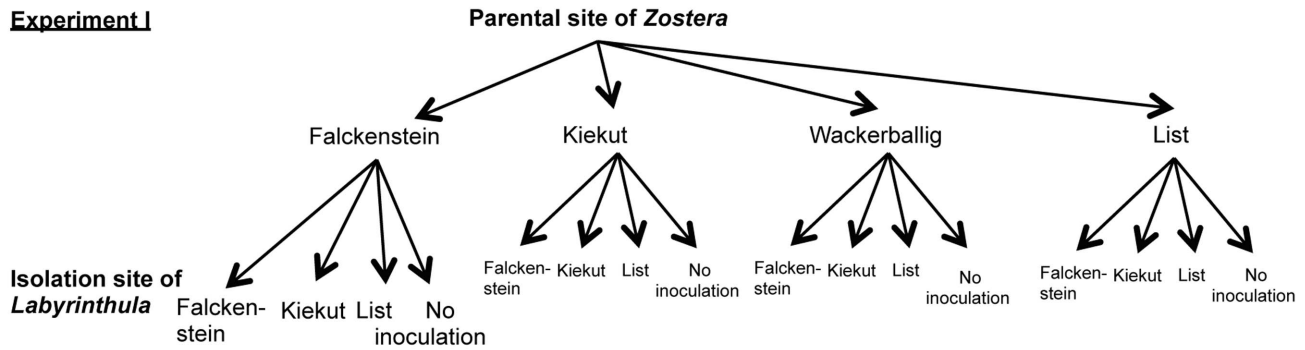 Experiment I
Parental site of Zostera
Falckenstein
Kiekut
Wackerballig
List
Isolation site of
Labyrinthula
Falcken-
stein
Kiekut
List
No
inoculation
Falcken-
stein
Kiekut
List
No
inoculation
Falcken-
stein
Kiekut
List
No
inoculation
Falcken-
stein
Kiekut
List
No
inoculation